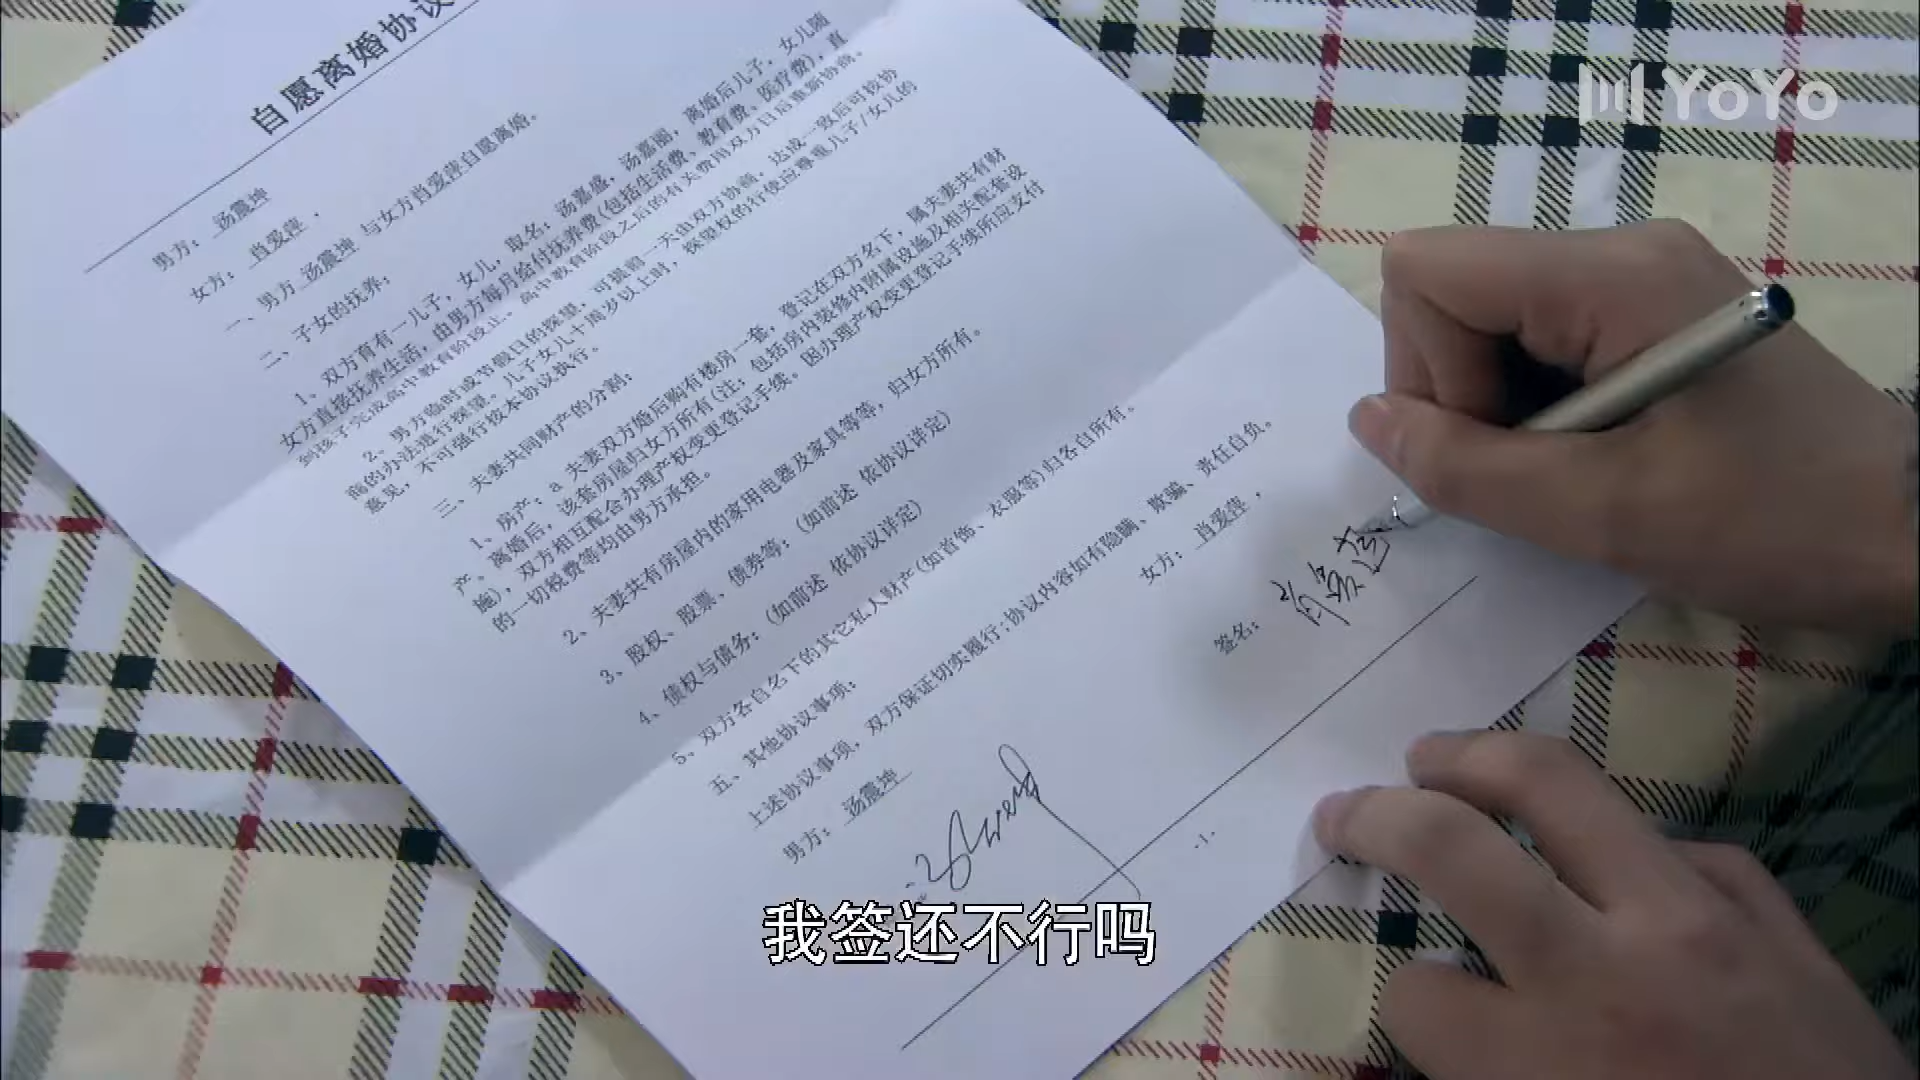 自愿离婚协议
男方：汤震坤
女方：肖爱萍，
一、男方 汤震坤 与女方肖爱萍自愿离婚。
二、子女的抚养：
1、双方育有一儿子，女儿，取名：汤嘉盛，汤嘉丽，离婚后儿子，女儿随
女方直接抚养生活，由男方每月给付抚养费(包括生活费、教育费、医疗费)，直
到孩子完成高中教育阶段止。高中教育阶段之后的有关费用双方日后重新协商。
2、男方临时或节假日的探望，可提前一天由双方协商，达成一致后可按协
商的办法进行探望。儿子女儿十周岁以上时，探望权的行使应尊重儿子/女儿的
意见，不可强行按本协议执行。
三、夫妻共同财产的分割：
1、房产：a 夫妻双方婚后购有楼房一套，登记在双方名下，属夫妻共有财
产。离婚后，该套房屋归女方所有(注：包括房内装修内附属设施及相关配套设
施)，双方相互配合办理产权变更登记手续。因办理产权变更登记手续所应支付
的一切税费等均由男方承担。
2、夫妻共有房屋内的家用电器及家具等等，归女方所有。
3、股权、股票、债券等：(如前述 依协议详定)
4、债权与债务：(如前述 依协议详定)
5、双方各自名下的其它私人财产(如首饰、衣服等)归各自所有。
五、其他协议事项：
上述协议事项，双方保证切实履行；协议内容如有隐瞒、欺骗、责任自负。
男方：汤震坤
女方：肖爱萍，
签名：肖爱
-1-
YOYO
我签还不行吗